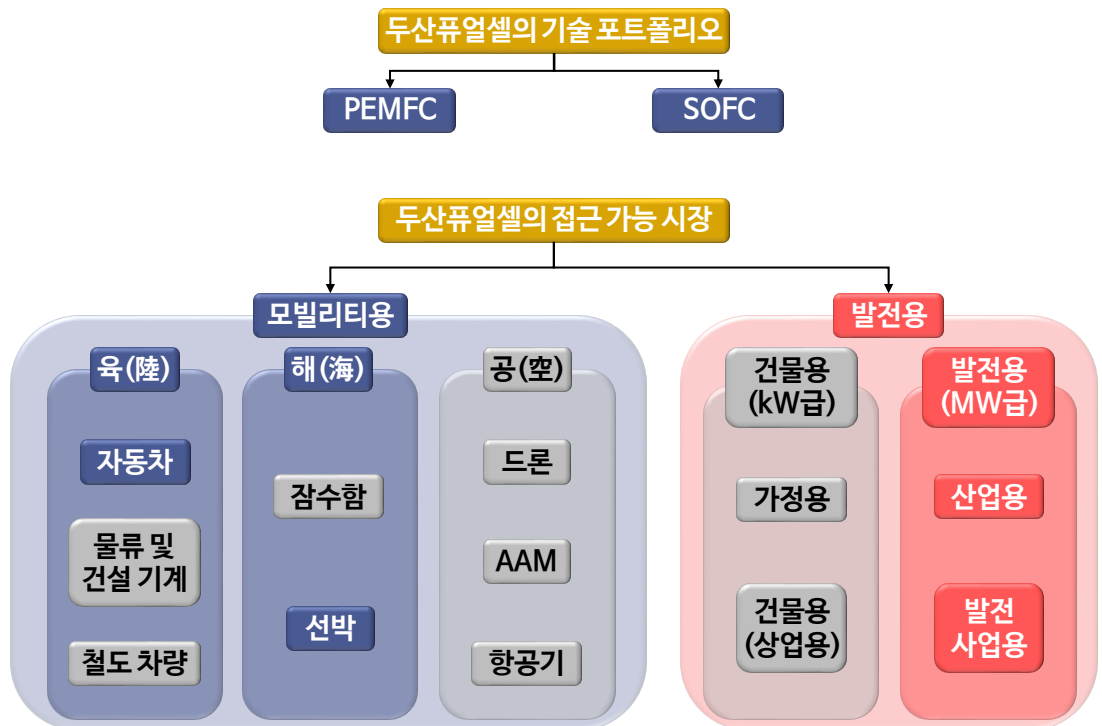 두산퓨얼셀의 기술 포트폴리오
PEMFC
SOFC
두산퓨얼셀의 접근 가능 시장
모빌리티용
발전용
육(陸)
해(海)
공(空)
건물용
(kW급)
발전용
(MW급)
자동차
물류 및
건설 기계
철도 차량
잠수함
선박
드론
AAM
항공기
가정용
건물용
(상업용)
산업용
발전
사업용